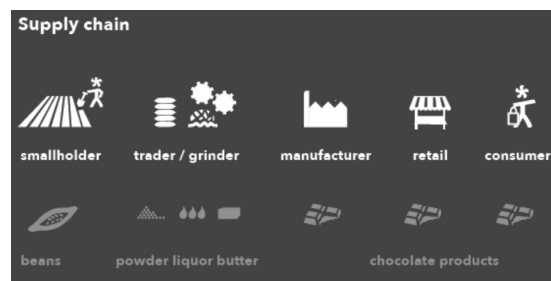 Supply chain
smallholder trader / grinder manufacturer retail consumer
beans powder liquor butter chocolate products